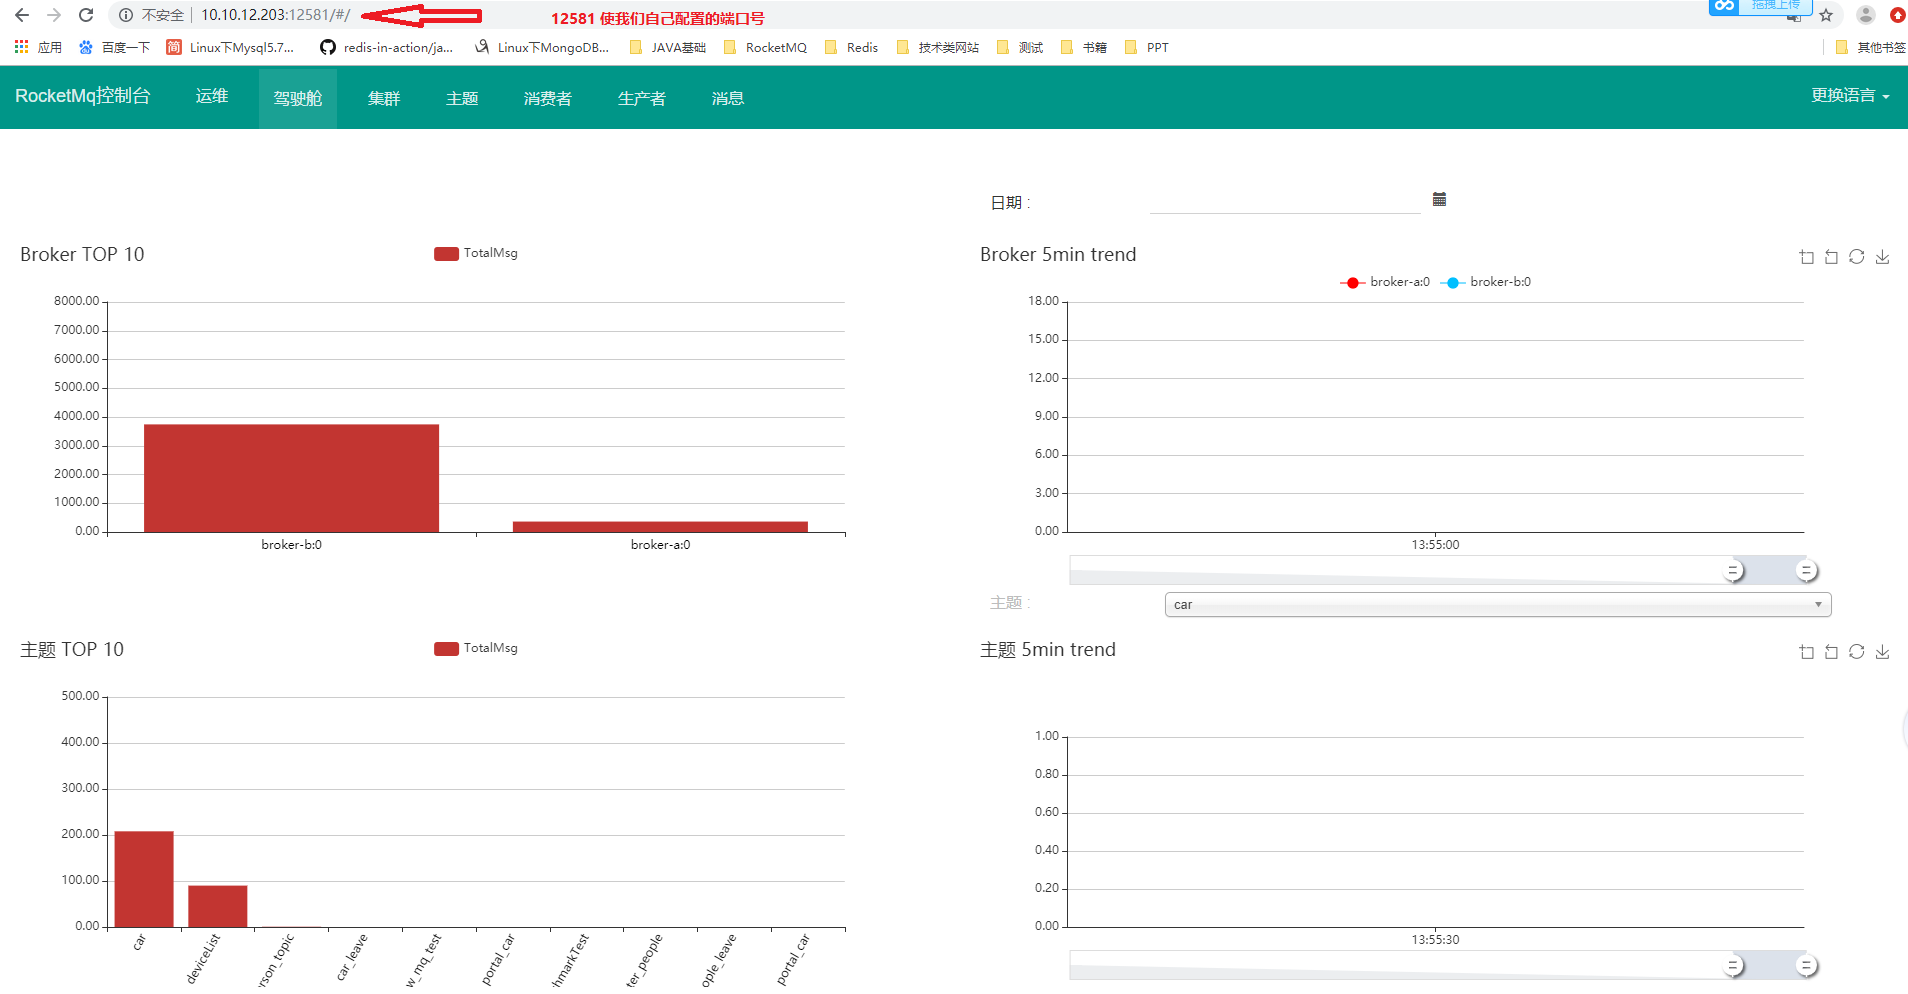 不安全 10.10.12.203:12581/#/
12581 使我们自己配置的端口号
拖拽上传
应用 百度一下 简 Linux下Mysql5.7... redis-in-action/ja... Linux下MongoDB... JAVA基础 RocketMQ Redis 技术类网站 测试 书籍 PPT 其他书签
RocketMq控制台 运维 驾驶舱 集群 主题 消费者 生产者 消息 更换语言
日期 :
Broker TOP 10
TotalMsg
8000.00
7000.00
6000.00
5000.00
4000.00
3000.00
2000.00
1000.00
0.00
broker-b:0 broker-a:0
Broker 5min trend
broker-a:0 broker-b:0
18.00
15.00
12.00
9.00
6.00
3.00
0.00
13:55:00
主题 : car
主题 TOP 10
TotalMsg
500.00
400.00
300.00
200.00
100.00
0.00
car
deviceList
erson_topic
car_leave
w_mq_test
portal_car
hmarkTest
ter_people
ople_leave
portal_car
主题 5min trend
1.00
0.80
0.60
0.40
0.20
0.00
13:55:30